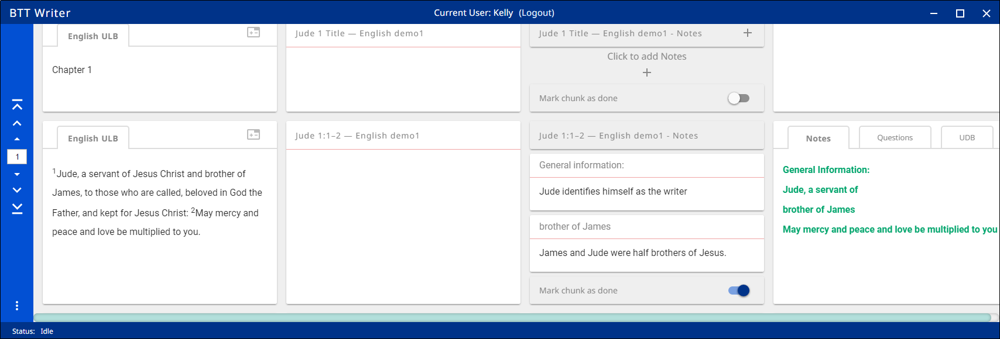 BTT Writer
Current User: Kelly (Logout)
English ULB
Chapter 1
Jude 1 Title — English demo1
Jude 1 Title — English demo1 - Notes
Click to add Notes
Mark chunk as done
1
English ULB
1Jude, a servant of Jesus Christ and brother of
James, to those who are called, beloved in God the
Father, and kept for Jesus Christ: 2May mercy and
peace and love be multiplied to you.
Jude 1:1–2 — English demo1
Jude 1:1–2 — English demo1 - Notes
General information:
Jude identifies himself as the writer
brother of James
James and Jude were half brothers of Jesus.
Mark chunk as done
Notes
Questions
UDB
General Information:
Jude, a servant of
brother of James
May mercy and peace and love be multiplied to you
Status: Idle